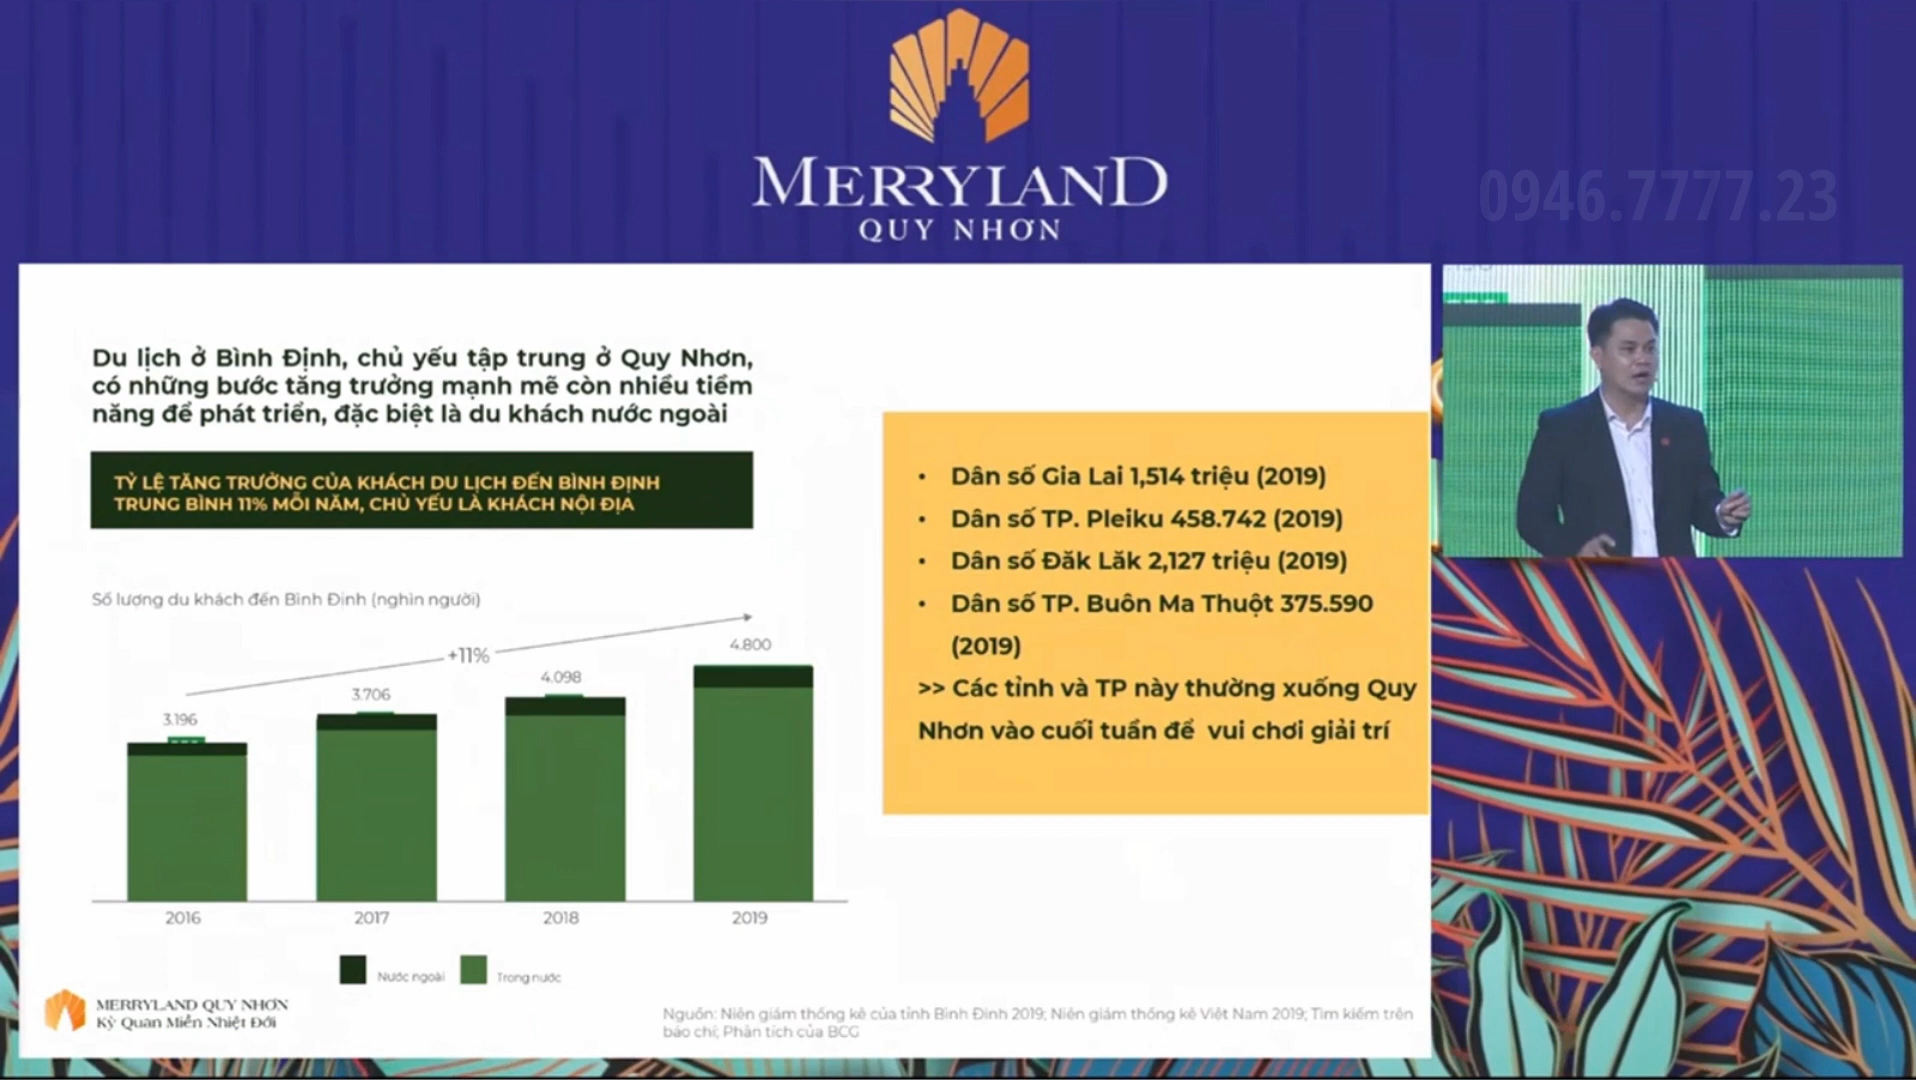 MERRYLAND
QUY NHƠN
0946.7777.23
Du lịch ở Bình Định, chủ yếu tập trung ở Quy Nhơn,
có những bước tăng trưởng mạnh mẽ còn nhiều tiềm
năng để phát triển, đặc biệt là du khách nước ngoài
TỶ LỆ TĂNG TRƯỞNG CỦA KHÁCH DU LỊCH ĐẾN BÌNH ĐỊNH
TRUNG BÌNH 11% MỖI NĂM, CHỦ YẾU LÀ KHÁCH NỘI ĐỊA
Số lượng du khách đến Bình Định (nghìn người)
+11%
3.196
3.706
4.098
4.800
2016
2017
2018
2019
Nước ngoài
Trong nước
• Dân số Gia Lai 1,514 triệu (2019)
• Dân số TP. Pleiku 458.742 (2019)
• Dân số Đăk Lăk 2,127 triệu (2019)
• Dân số TP. Buôn Ma Thuột 375.590
(2019)
>> Các tỉnh và TP này thường xuống Quy
Nhơn vào cuối tuần để vui chơi giải trí
MERRYLAND QUY NHƠN
Kỳ Quan Miền Nhiệt Đới
Nguồn: Niên giám thống kê của tỉnh Bình Định 2019; Niên giám thống kê Việt Nam 2019; Tìm kiếm trên
báo chí; Phân tích của BCG